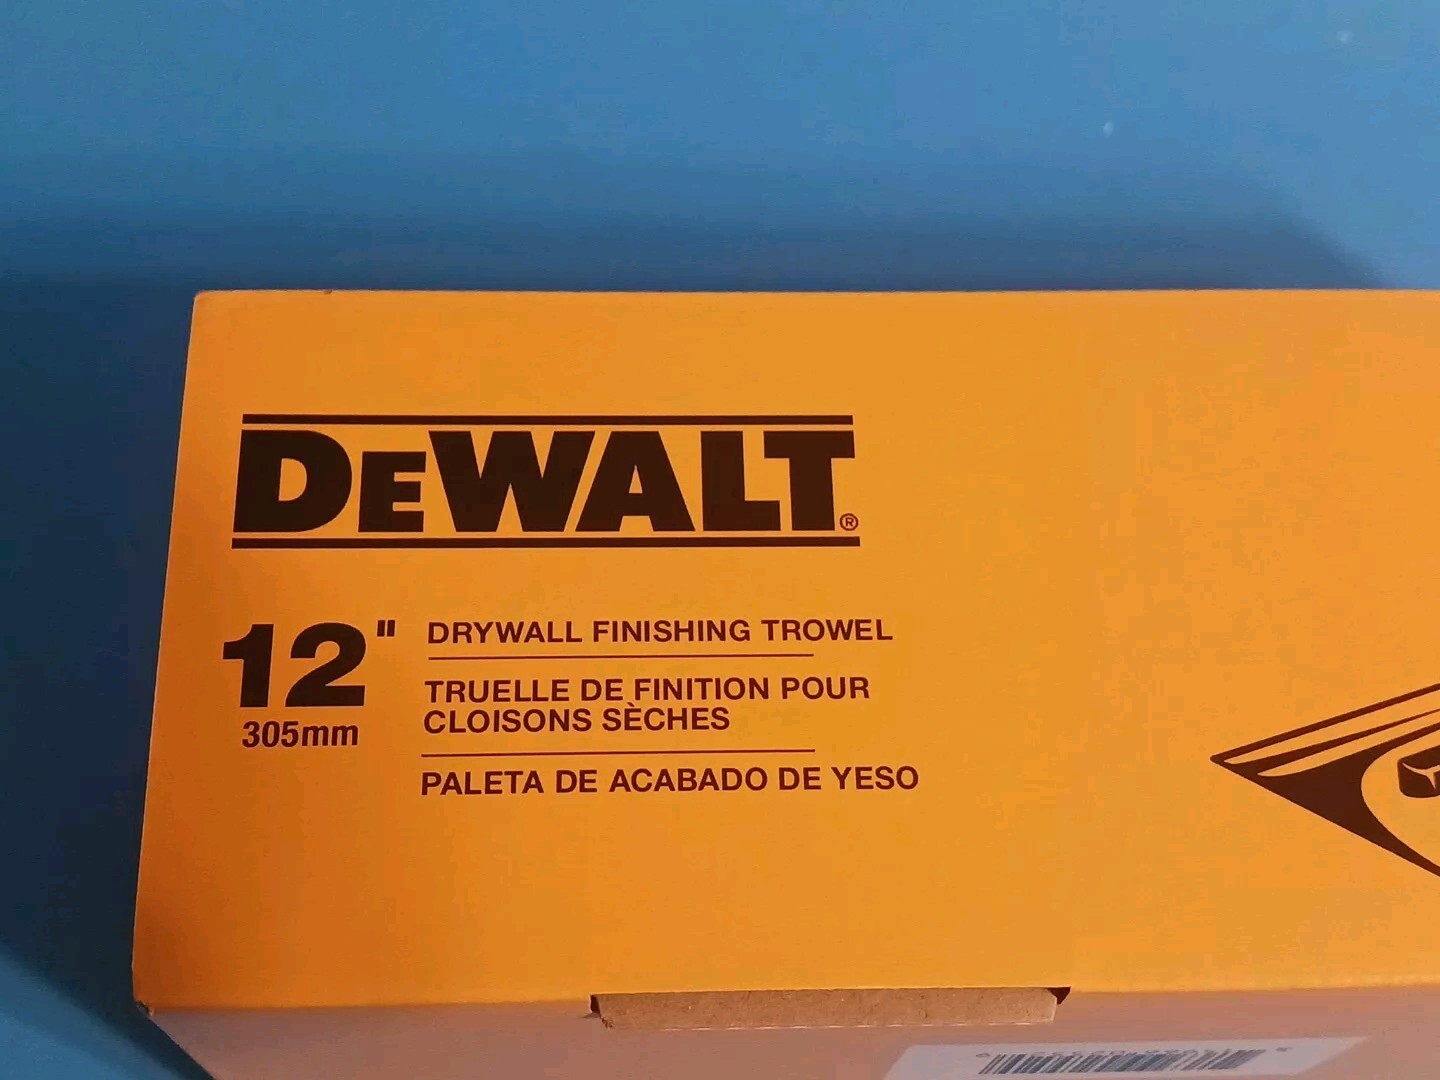 DEWALT®
12" DRYWALL FINISHING TROWEL
305mm
TRUELLE DE FINITION POUR
CLOISONS SÈCHES
PALETA DE ACABADO DE YESO